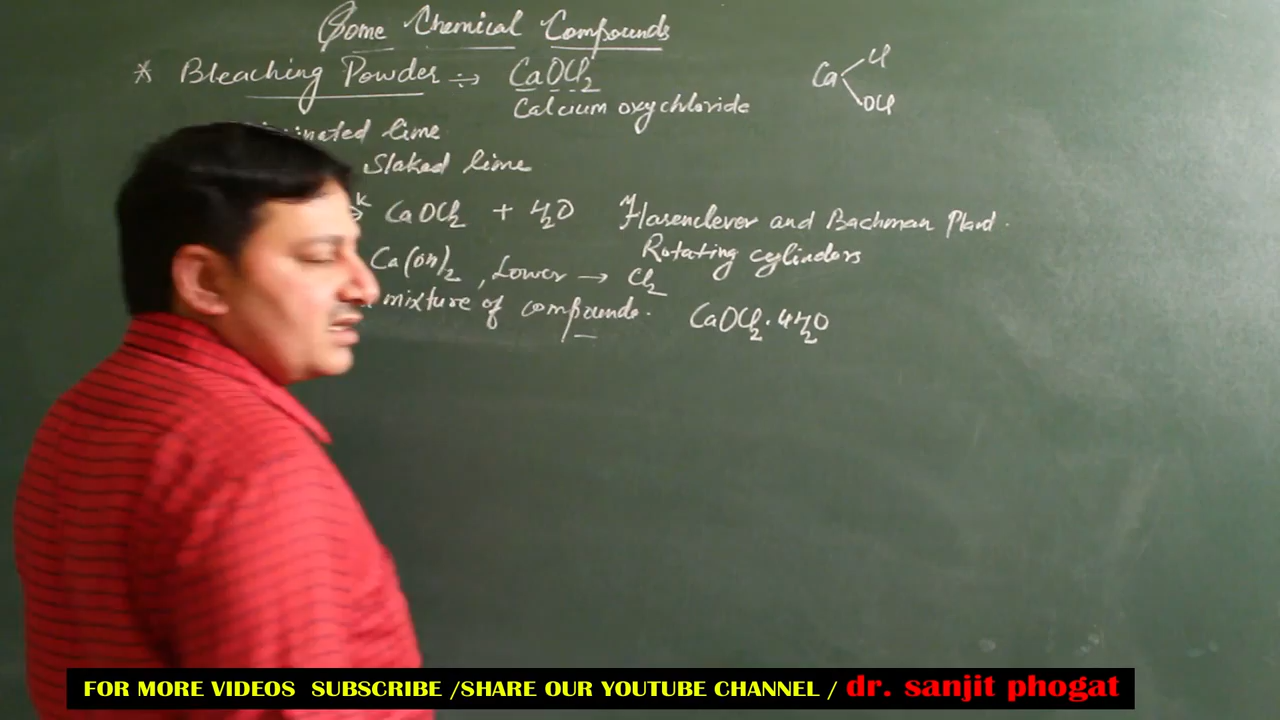 Some Chemical Compounds
* Bleaching Powder ÷→ CaOCl₂
Calcium oxychloride
Ca Cl OCl
lime
Slaked lime
K → CaOCl₂ + H₂O Hasenclever and Bachman Plant.
Rotating cylinders
Ca(OH)₂, Lower → Cl₂
mixture of compounds. CaOCl₂.4H₂O
FOR MORE VIDEOS SUBSCRIBE /SHARE OUR YOUTUBE CHANNEL / dr. sanjit phogat